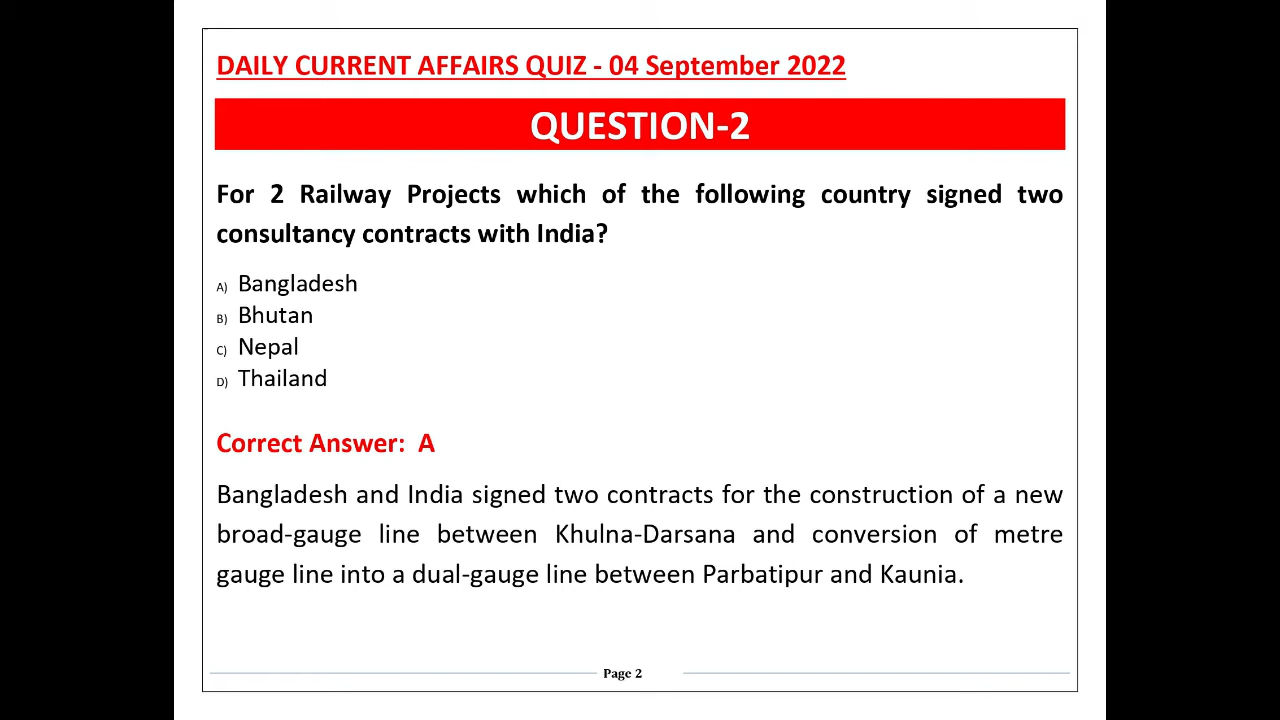 DAILY CURRENT AFFAIRS QUIZ - 04 September 2022
QUESTION-2
For 2 Railway Projects which of the following country signed two
consultancy contracts with India?
A) Bangladesh
B) Bhutan
C) Nepal
D) Thailand
Correct Answer: A
Bangladesh and India signed two contracts for the construction of a new
broad-gauge line between Khulna-Darsana and conversion of metre
gauge line into a dual-gauge line between Parbatipur and Kaunia.
Page 2